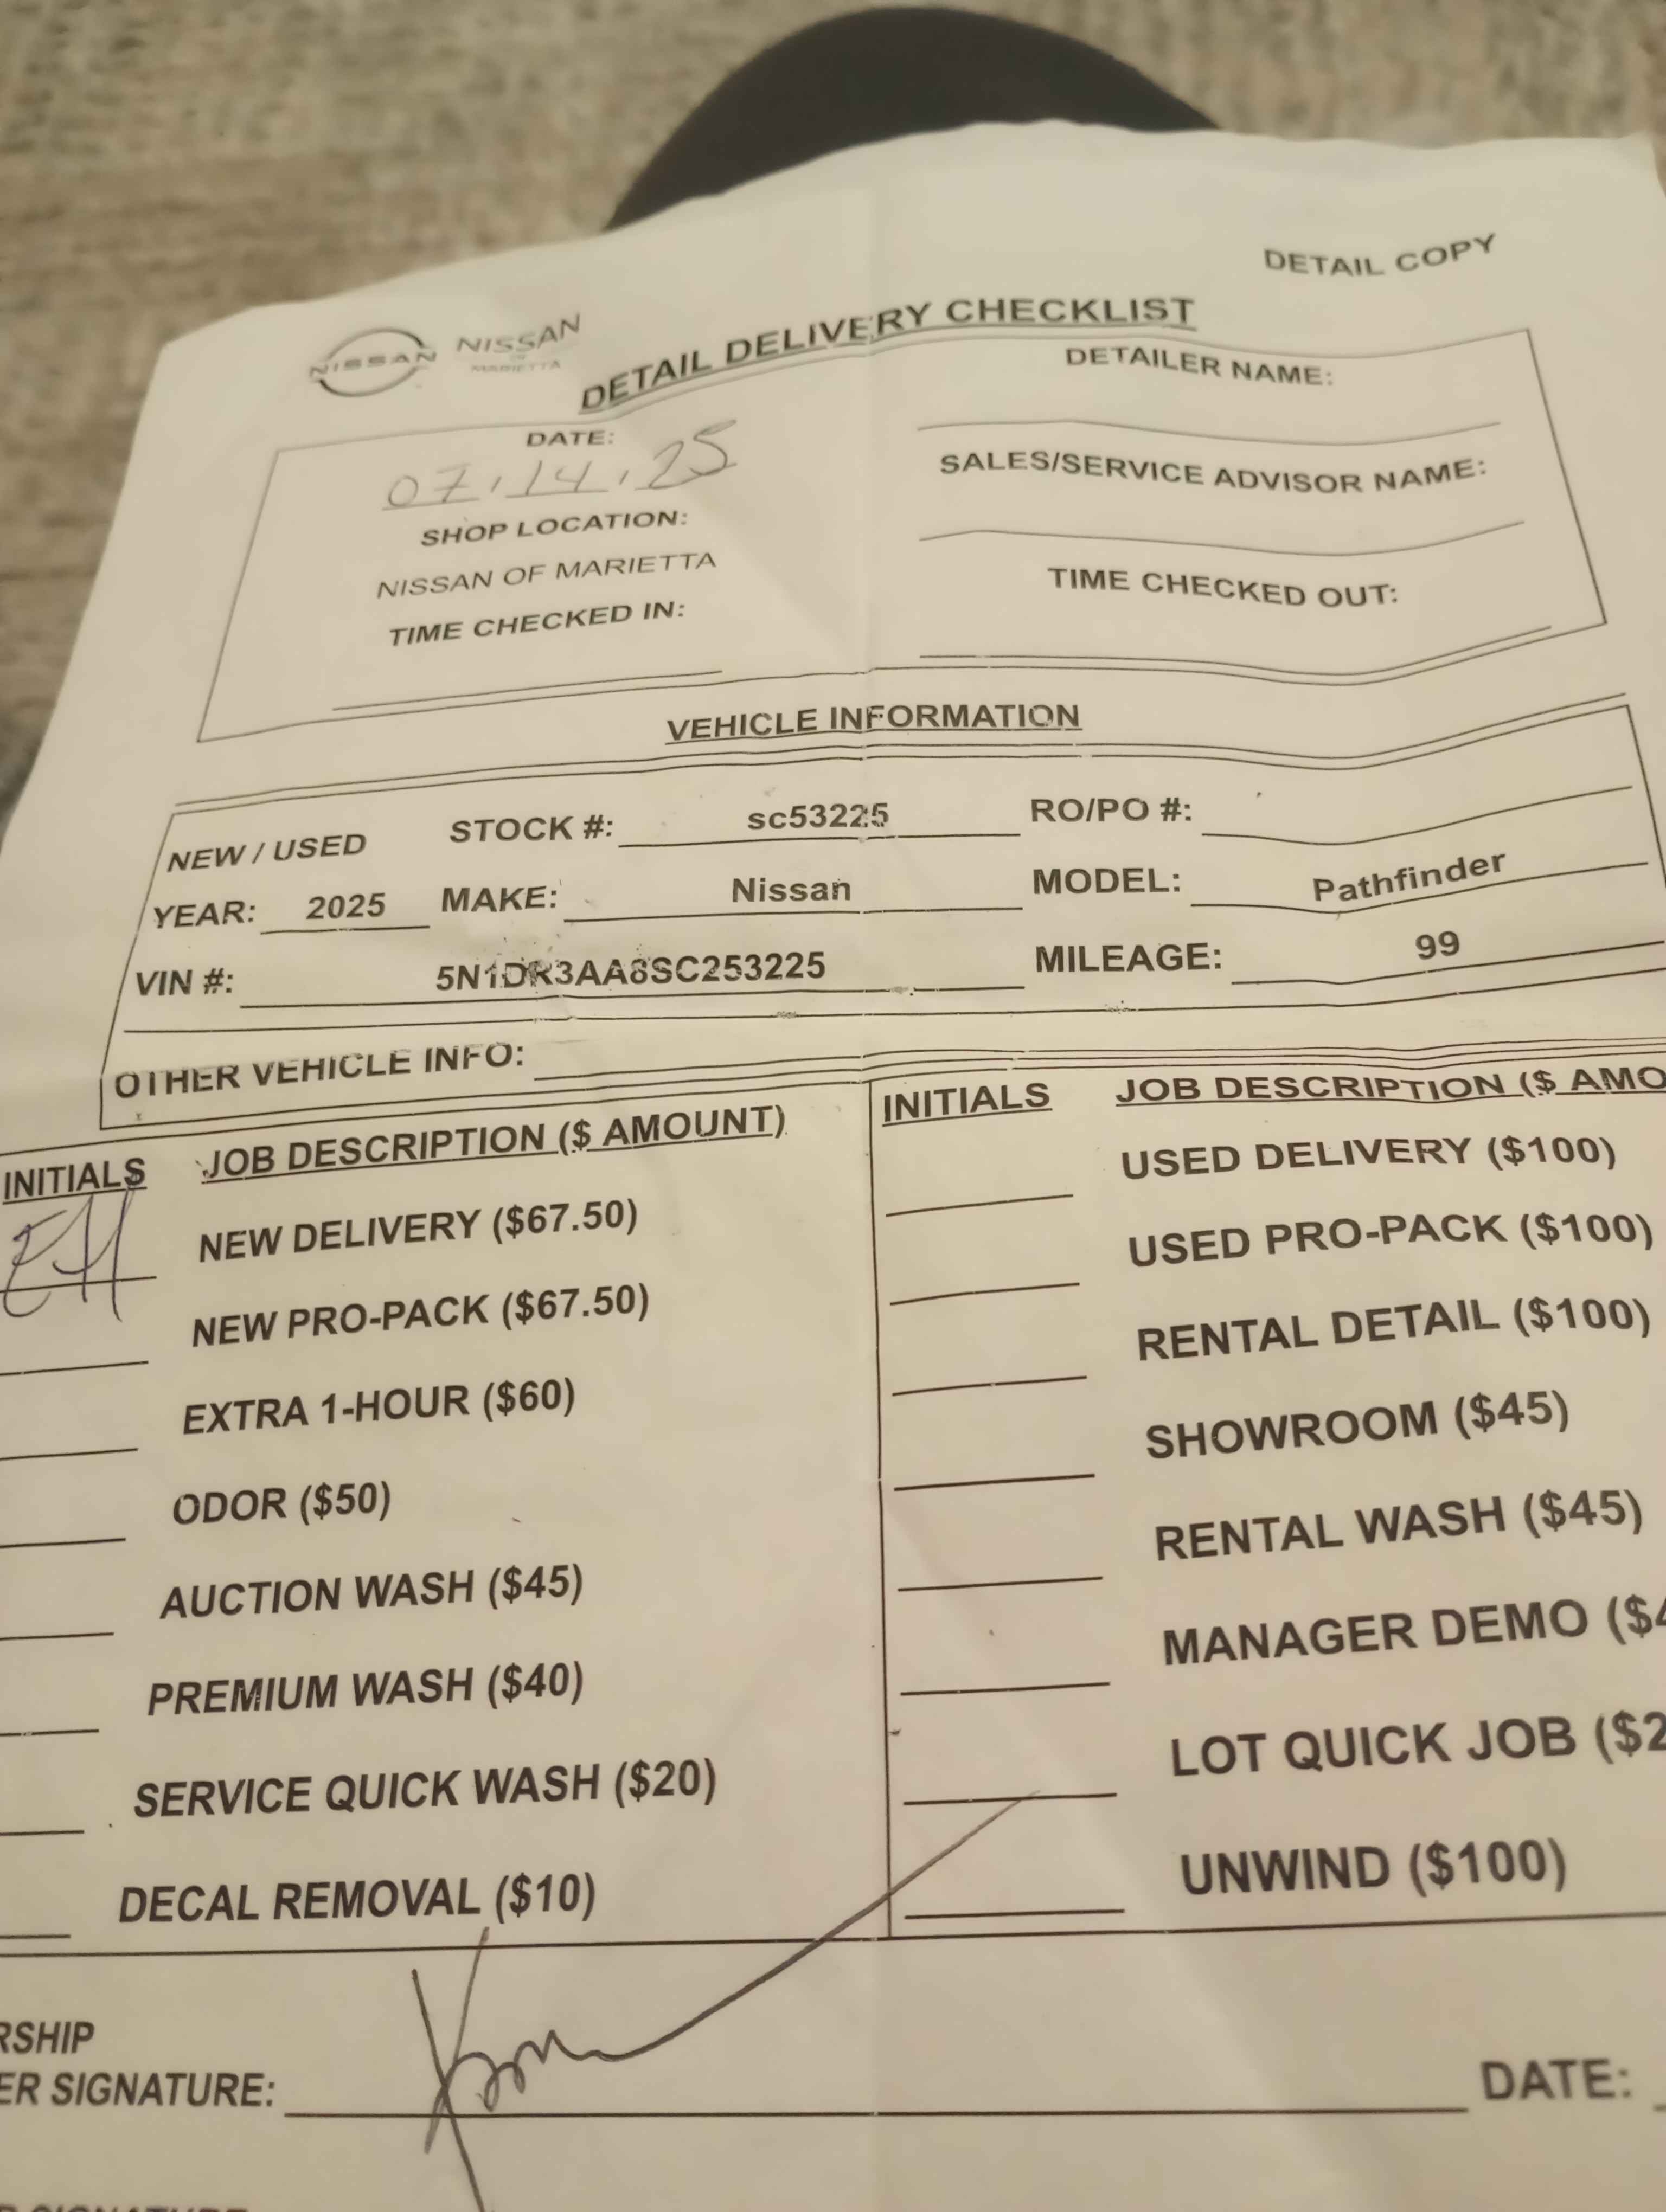 DETAIL COPY
NISSAN NISSAN
OF
MARIETTA
DETAIL DELIVERY CHECKLIST
DATE:
07.14.25
DETAILER NAME:
SHOP LOCATION:
NISSAN OF MARIETTA
SALES/SERVICE ADVISOR NAME:
TIME CHECKED IN:
TIME CHECKED OUT:
VEHICLE INFORMATION
NEW / USED STOCK #: sc53225 RO/PO #:
YEAR: 2025 MAKE: Nissan MODEL: Pathfinder
VIN #: 5N1DR3AA8SC253225 MILEAGE: 99
OTHER VEHICLE INFO:
INITIALS JOB DESCRIPTION ($ AMOUNT)
EH NEW DELIVERY ($67.50)
NEW PRO-PACK ($67.50)
EXTRA 1-HOUR ($60)
ODOR ($50)
AUCTION WASH ($45)
PREMIUM WASH ($40)
SERVICE QUICK WASH ($20)
DECAL REMOVAL ($10)
INITIALS JOB DESCRIPTION ($ AMO
USED DELIVERY ($100)
USED PRO-PACK ($100)
RENTAL DETAIL ($100)
SHOWROOM ($45)
RENTAL WASH ($45)
MANAGER DEMO ($4
LOT QUICK JOB ($2
UNWIND ($100)
RSHIP
ER SIGNATURE: DATE: